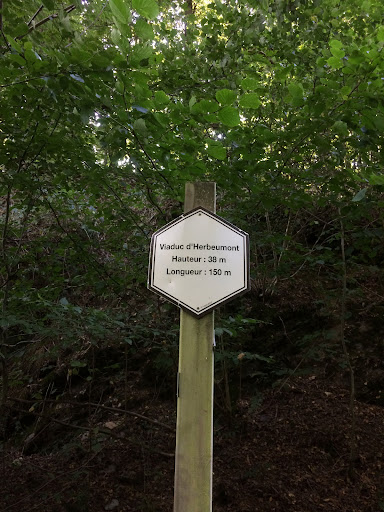 Viaduc d'Herbeumont
Hauteur : 38 m
Longueur : 150 m